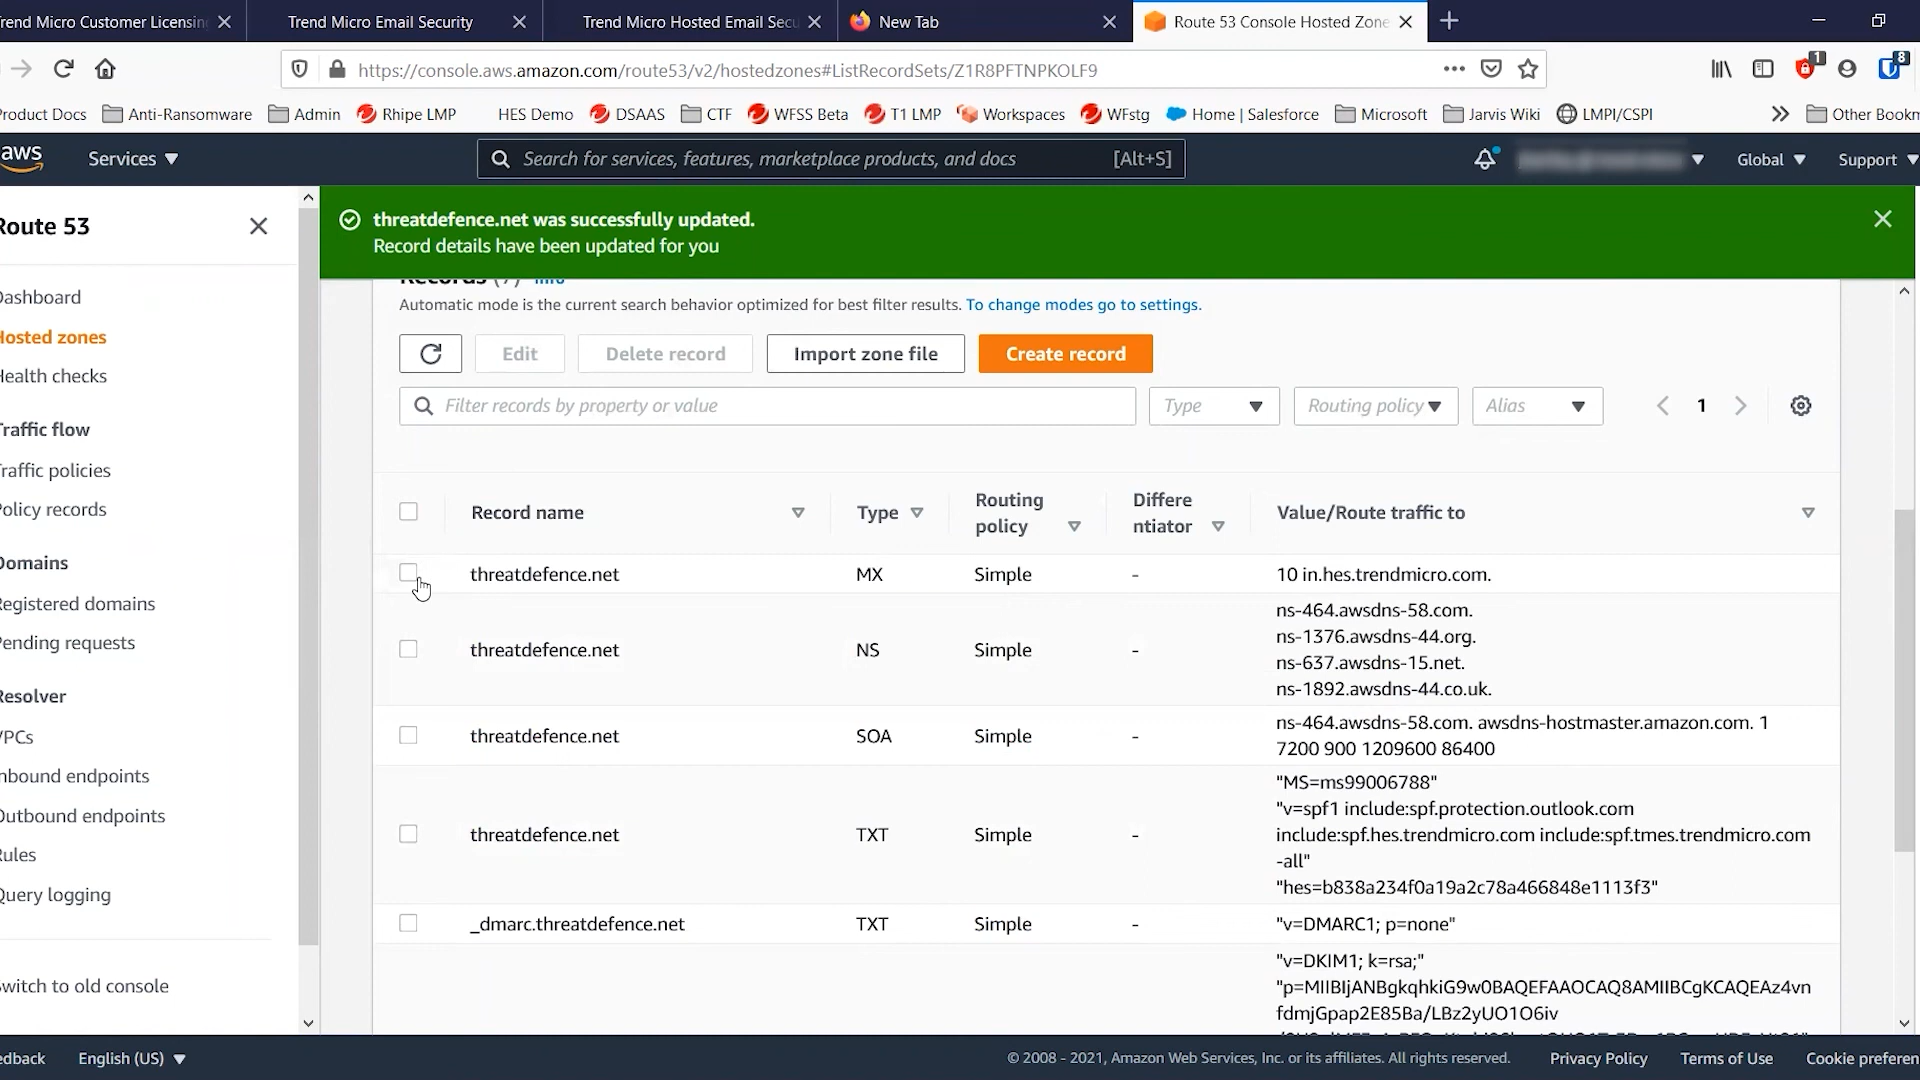 rend Micro Customer Licensing
Trend Micro Email Security
Trend Micro Hosted Email Secu
New Tab
Route 53 Console Hosted Zone
https://console.aws.amazon.com/route53/v2/hostedzones#ListRecordSets/Z1R8PFTNPKOLF9
1
8
roduct Docs
Anti-Ransomware
Admin
Rhipe LMP
HES Demo
DSAAS
CTF
WFSS Beta
T1 LMP
Workspaces
WFstg
Home | Salesforce
Microsoft
Jarvis Wiki
LMPI/CSPI
Other Bookm
aws
Services
Search for services, features, marketplace products, and docs
[Alt+S]
Global
Support
Route 53
Dashboard
Hosted zones
Health checks
Traffic flow
Traffic policies
Policy records
Domains
Registered domains
Pending requests
Resolver
VPCs
Inbound endpoints
Outbound endpoints
Rules
Query logging
Switch to old console
threatdefence.net was successfully updated.
Record details have been updated for you
Records (7) Info
Automatic mode is the current search behavior optimized for best filter results. To change modes go to settings.
Edit
Delete record
Import zone file
Create record
Filter records by property or value
Type
Routing policy
Alias
1
Record name
Type
Routing
policy
Differe
ntiator
Value/Route traffic to
threatdefence.net MX Simple - 10 in.hes.trendmicro.com.
threatdefence.net NS Simple -
ns-464.awsdns-58.com.
ns-1376.awsdns-44.org.
ns-637.awsdns-15.net.
ns-1892.awsdns-44.co.uk.
threatdefence.net SOA Simple -
ns-464.awsdns-58.com. awsdns-hostmaster.amazon.com. 1
7200 900 1209600 86400
threatdefence.net TXT Simple -
"MS=ms99006788"
"v=spf1 include:spf.protection.outlook.com
include:spf.hes.trendmicro.com include:spf.tmes.trendmicro.com
-all"
"hes=b838a234f0a19a2c78a466848e1113f3"
_dmarc.threatdefence.net TXT Simple - "v=DMARC1; p=none"
"v=DKIM1; k=rsa;"
"p=MIIBIjANBgkqhkiG9w0BAQEFAAOCAQ8AMIIBCgKCAQEAz4vn
fdmjGpap2E85Ba/LBz2yUO1O6iv
edback
English (US)
© 2008 - 2021, Amazon Web Services, Inc. or its affiliates. All rights reserved.
Privacy Policy
Terms of Use
Cookie preferen